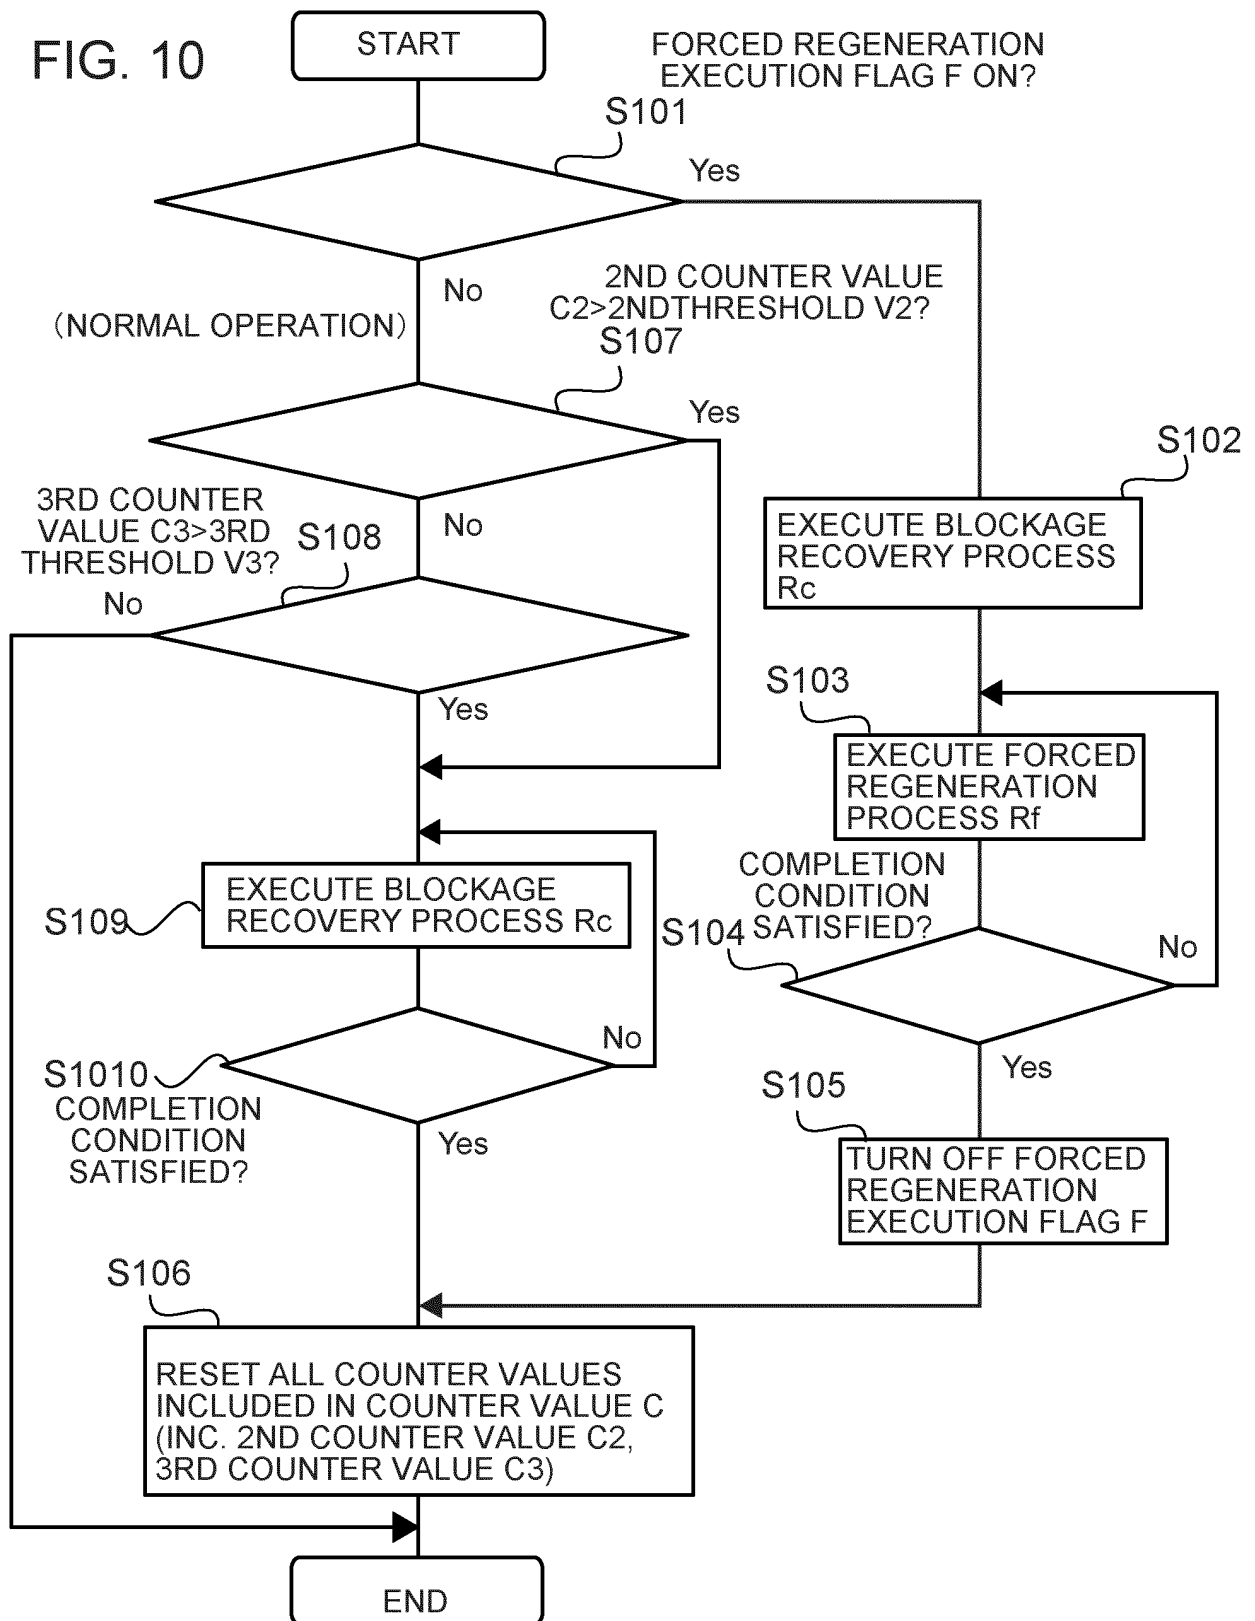 FIG. 10
START
FORCED REGENERATION
EXECUTION FLAG F ON?
S101
Yes
No
(NORMAL OPERATION)
2ND COUNTER VALUE
C2>2NDTHRESHOLD V2?
S107
Yes
No
3RD COUNTER
VALUE C3>3RD
THRESHOLD V3?
S108
No
Yes
S102
EXECUTE BLOCKAGE
RECOVERY PROCESS
Rc
S103
EXECUTE FORCED
REGENERATION
PROCESS Rf
COMPLETION
CONDITION
SATISFIED?
S104
No
Yes
S109
EXECUTE BLOCKAGE
RECOVERY PROCESS Rc
S1010
COMPLETION
CONDITION
SATISFIED?
No
Yes
S105
TURN OFF FORCED
REGENERATION
EXECUTION FLAG F
S106
RESET ALL COUNTER VALUES
INCLUDED IN COUNTER VALUE C
(INC. 2ND COUNTER VALUE C2,
3RD COUNTER VALUE C3)
END